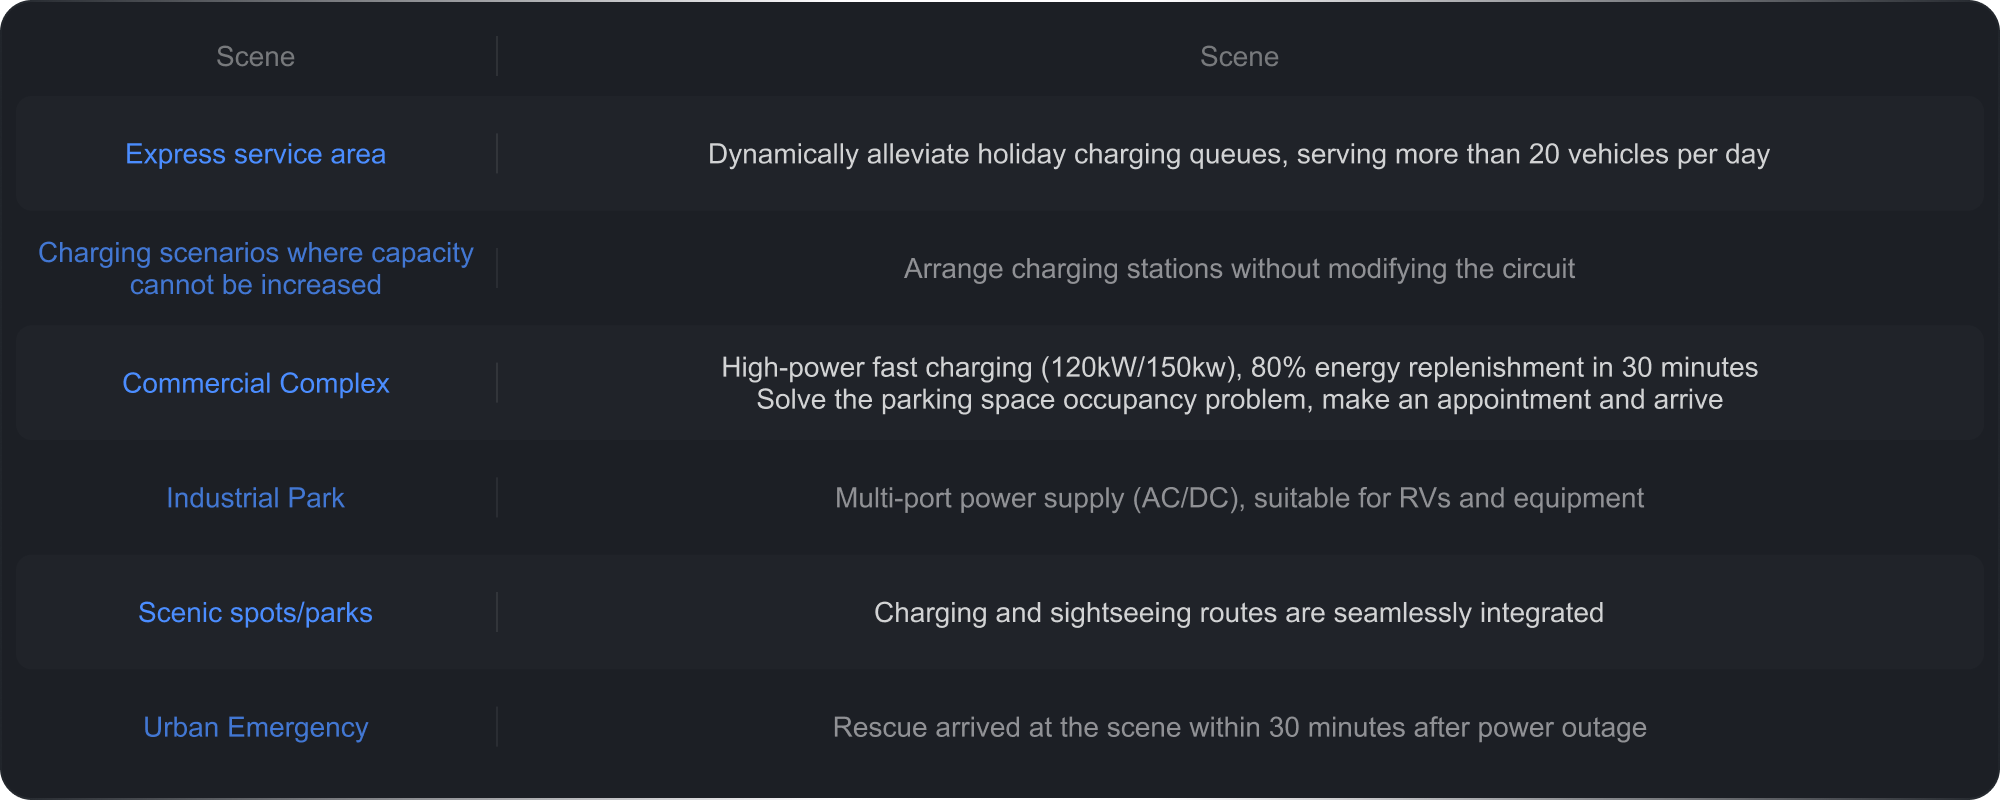 Scene
Scene
Express service area
Dynamically alleviate holiday charging queues, serving more than 20 vehicles per day
Charging scenarios where capacity
cannot be increased
Arrange charging stations without modifying the circuit
Commercial Complex
High-power fast charging (120kW/150kw), 80% energy replenishment in 30 minutes
Solve the parking space occupancy problem, make an appointment and arrive
Industrial Park
Multi-port power supply (AC/DC), suitable for RVs and equipment
Scenic spots/parks
Charging and sightseeing routes are seamlessly integrated
Urban Emergency
Rescue arrived at the scene within 30 minutes after power outage